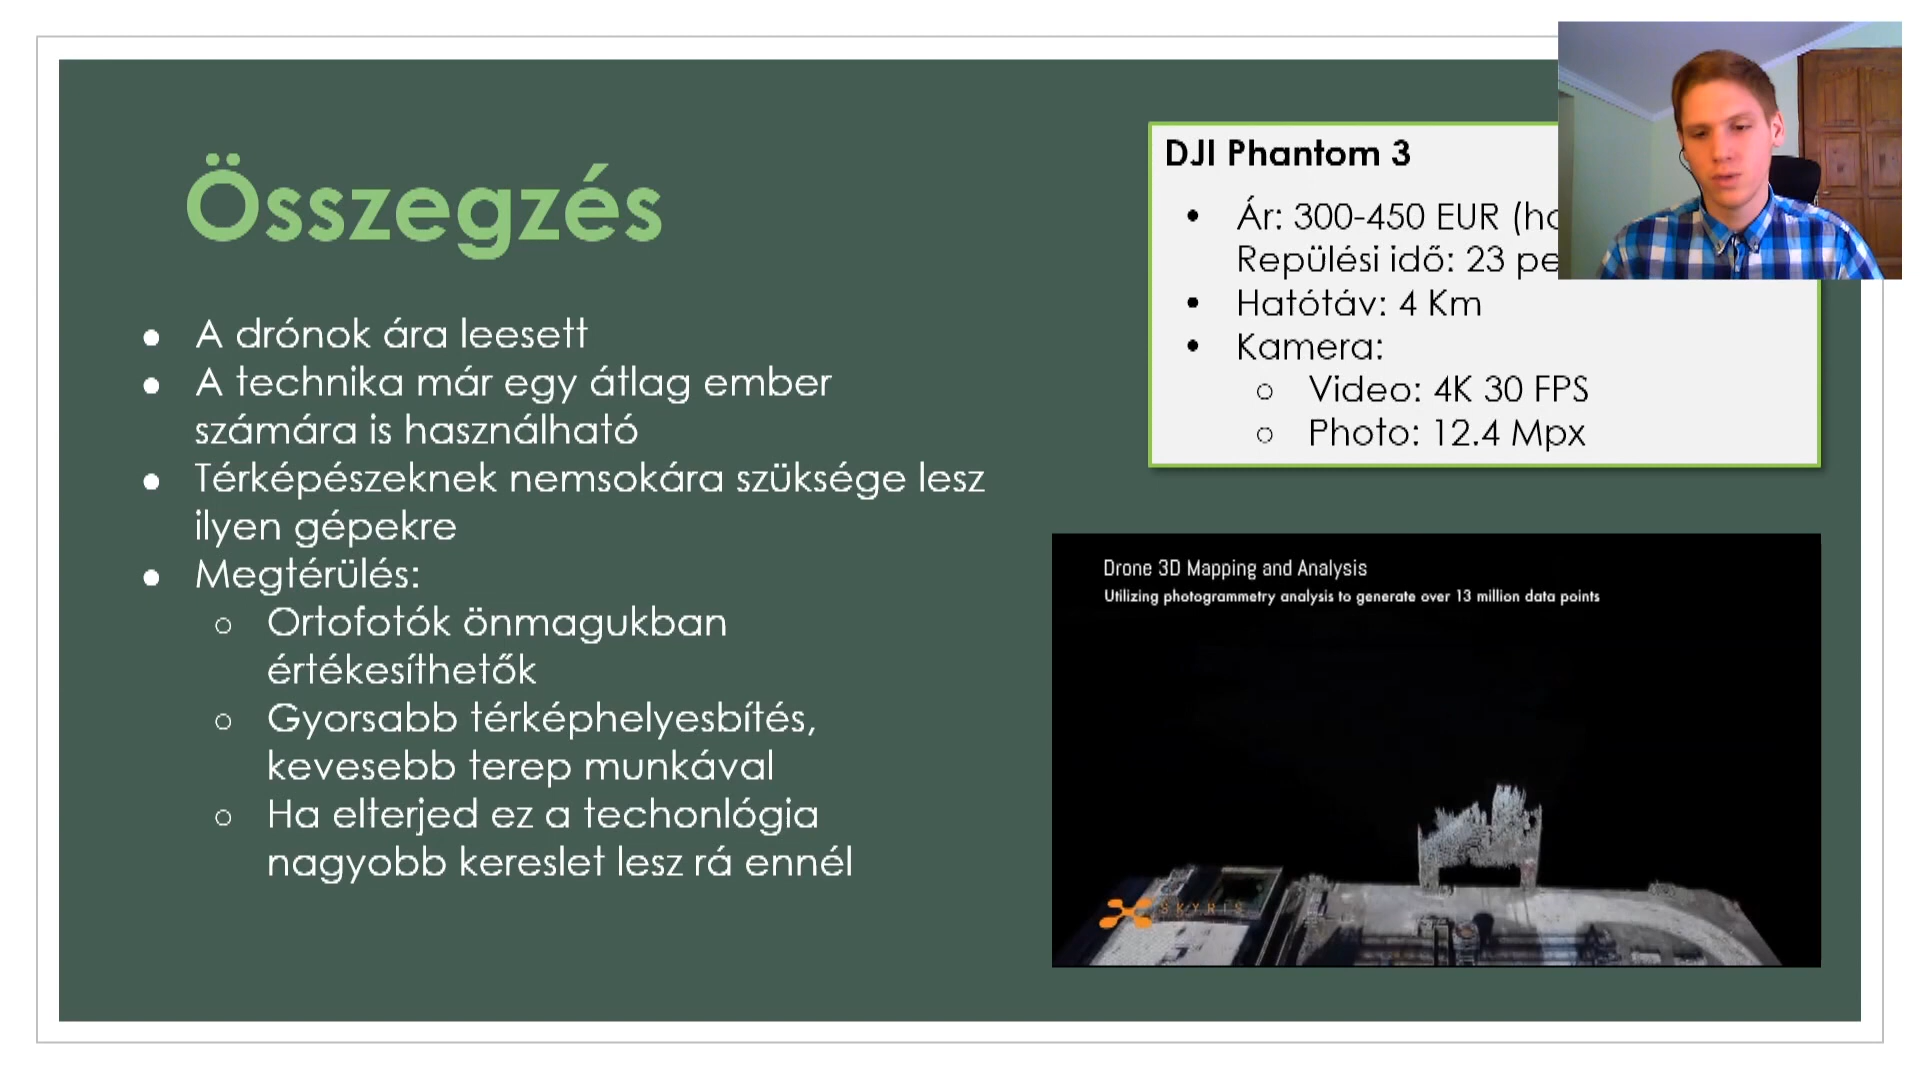 Összegzés
A drónok ára leesett
A technika már egy átlag ember
számára is használható
Térképészeknek nemsokára szüksége lesz
ilyen gépekre
Megtérülés:
Ortofotók önmagukban
értékesíthetők
Gyorsabb térképhelyesbítés,
kevesebb terep munkával
Ha elterjed ez a techonlógia
nagyobb kereslet lesz rá ennél
DJI Phantom 3
Ár: 300-450 EUR
Repülési idő: 23
Hatótáv: 4 Km
Kamera:
Video: 4K 30 FPS
Photo: 12.4 Mpx
Drone 3D Mapping and Analysis
Utilizing photogrammetry analysis to generate over 13 million data points
SKYRIS